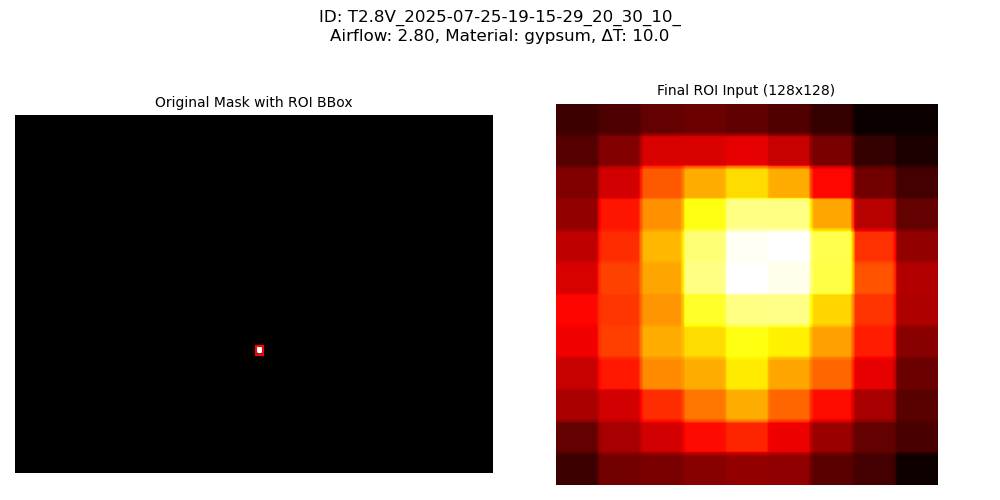 ID: T2.8V_2025-07-25-19-15-29_20_30_10_
Airflow: 2.80, Material: gypsum, ΔT: 10.0
Original Mask with ROI BBox
Final ROI Input (128x128)